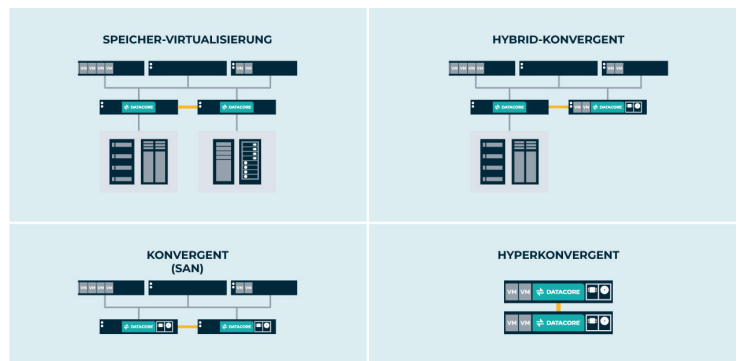 SPEICHER-VIRTUALISIERUNG
VM VM VM VM VM VM
DATACORE DATACORE
HYBRID-KONVERGENT
VM VM VM VM VM VM
DATACORE VM VM DATACORE
KONVERGENT
(SAN)
VM VM VM VM VM VM
DATACORE DATACORE
HYPERKONVERGENT
VM VM DATACORE
VM VM DATACORE